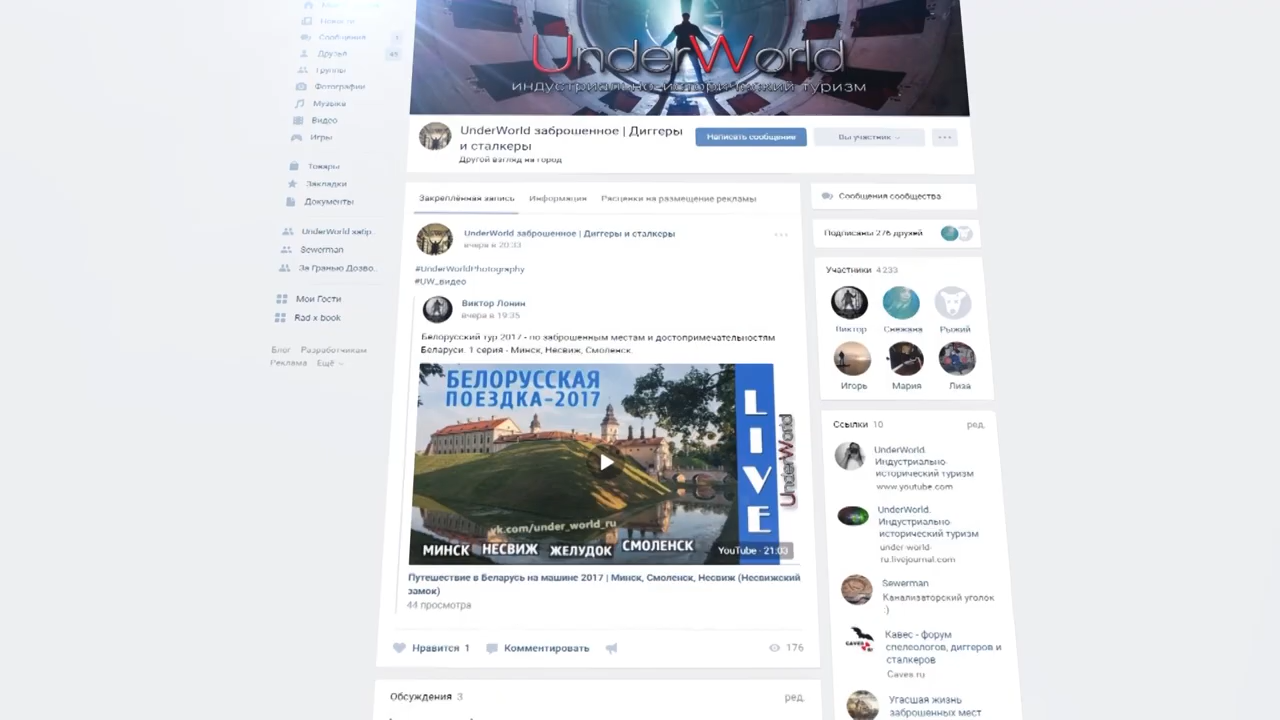 Новости
Сообщения 1
Друзья 45
Группы
Фотографии
Музыка
Видео
Игры
Товары
Закладки
Документы
UnderWorld забр..
Sewerman
За Гранью Дозво..
Мои Гости
Rad-x-book
Блог Разработчикам
Реклама Ещё
UnderWorld
индустриально-исторический туризм
UnderWorld заброшенное | Диггеры
и сталкеры
Другой взгляд на город
Написать сообщение
Вы участник
Закреплённая запись Информация Расценки на размещение рекламы
UnderWorld заброшенное | Диггеры и сталкеры
вчера в 20:33
#UnderWorldPhotography
#UW_видео
Виктор Лонин
вчера в 19:35
Белорусский тур 2017 - по заброшенным местам и достопримечательностям
Беларуси. 1 серия - Минск, Несвиж, Смоленск.
БЕЛОРУССКАЯ
ПОЕЗДКА-2017
LIVE
UnderWorld
vk.com/under_world_ru
МИНСК НЕСВИЖ ЖЕЛУДОК СМОЛЕНСК
YouTube · 21:03
Путешествие в Беларусь на машине 2017 | Минск, Смоленск, Несвиж (Несвижский
замок)
44 просмотра
Нравится 1 Комментировать 176
Обсуждения 3 ред.
Сообщения сообщества
Подписаны 276 друзей
Участники 4 233
Виктор Снежана Рыжий
Игорь Мария Лиза
Ссылки 10 ред.
UnderWorld.
Индустриально-
исторический туризм
www.youtube.com
UnderWorld.
Индустриально-
исторический туризм
under-world-
ru.livejournal.com
Sewerman
Канализаторский уголок
:)
CAVES RU
Кавес - форум
спелеологов, диггеров и
сталкеров
Caves.ru
Угасшая жизнь
заброшенных мест